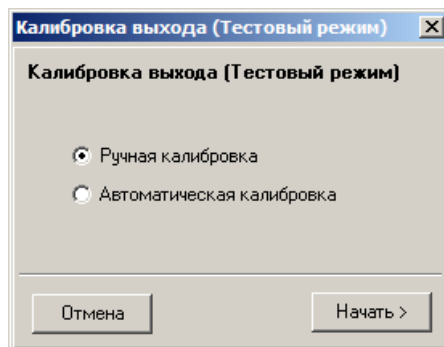 Калибровка выхода (Тестовый режим)
Калибровка выхода (Тестовый режим)
Ручная калибровка
Автоматическая калибровка
Отмена
Начать >